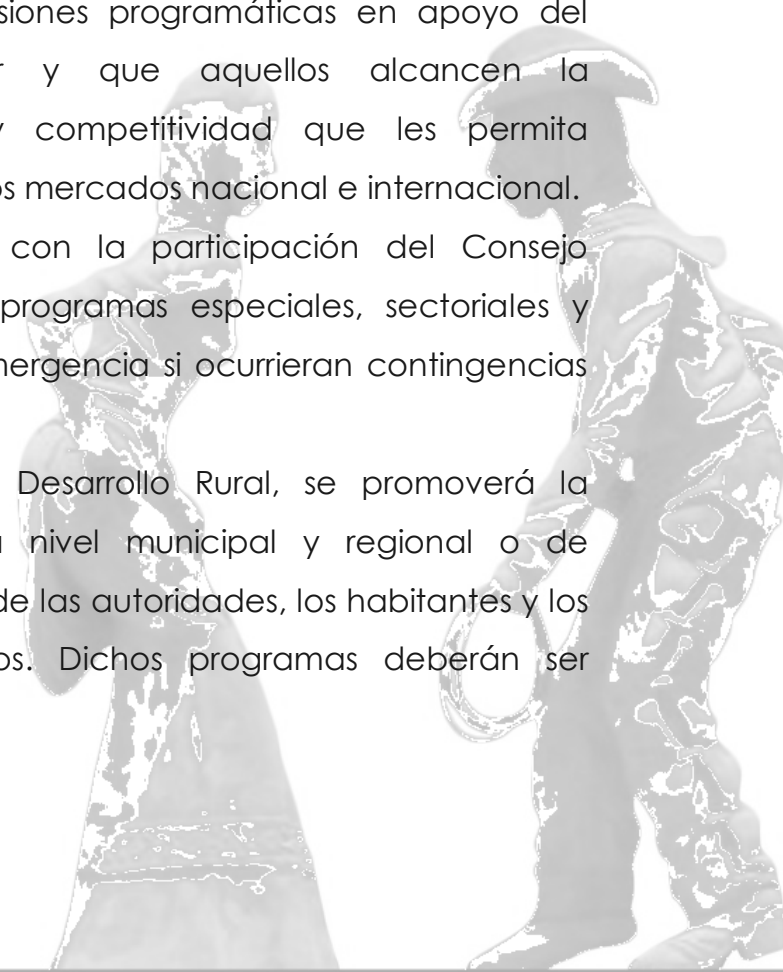 siones programáticas en apoyo del
r y que aquellos alcancen la
y competitividad que les permita
os mercados nacional e internacional.
con la participación del Consejo
programas especiales, sectoriales y
mergencia si ocurrieran contingencias
Desarrollo Rural, se promoverá la
a nivel municipal y regional o de
de las autoridades, los habitantes y los
os. Dichos programas deberán ser